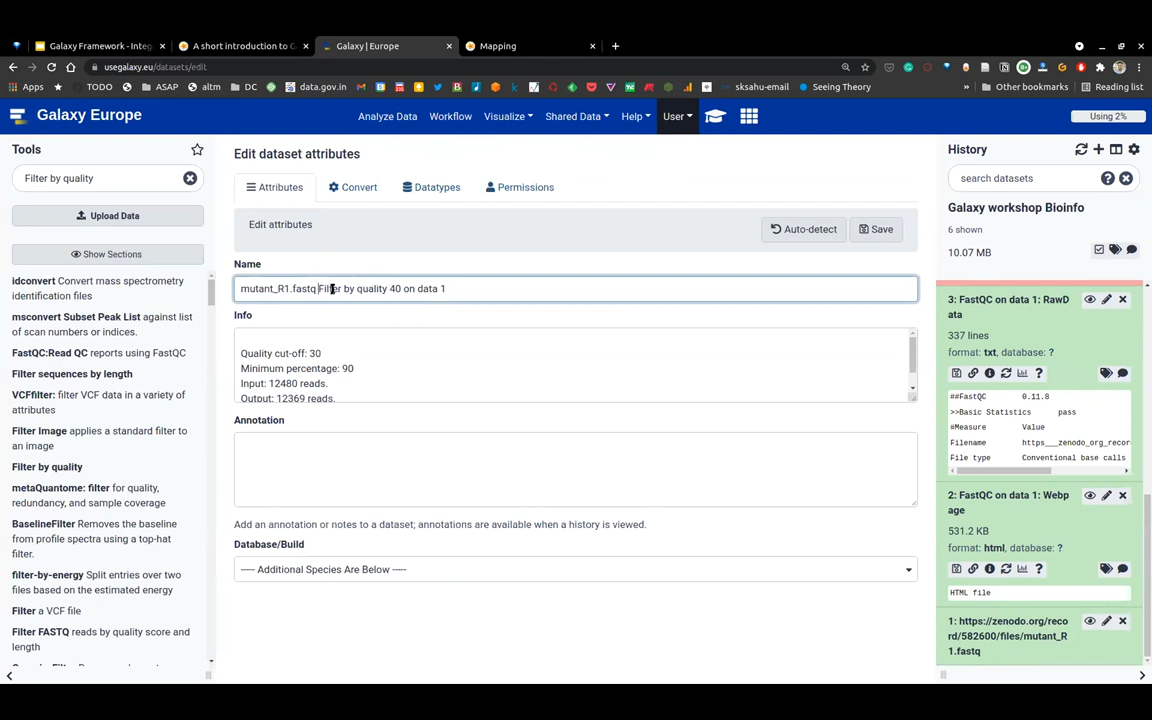 Galaxy Framework - Integ
A short introduction to G
Galaxy | Europe
Mapping
usegalaxy.eu/datasets/edit
Apps
TODO
ASAP
altm
DC
data.gov.in
sksahu-email
Seeing Theory
Other bookmarks
Reading list
Galaxy Europe
Analyze Data
Workflow
Visualize
Shared Data
Help
User
Using 2%
Tools
Filter by quality
Upload Data
Show Sections
idconvert Convert mass spectrometry
identification files
msconvert Subset Peak List against list
of scan numbers or indices.
FastQC:Read QC reports using FastQC
Filter sequences by length
VCFfilter: filter VCF data in a variety of
attributes
Filter Image applies a standard filter to
an image
Filter by quality
metaQuantome: filter for quality,
redundancy, and sample coverage
BaselineFilter Removes the baseline
from profile spectra using a top-hat
filter.
filter-by-energy Split entries over two
files based on the estimated energy
Filter a VCF file
Filter FASTQ reads by quality score and
length
Edit dataset attributes
Attributes
Convert
Datatypes
Permissions
Edit attributes
Auto-detect
Save
Name
mutant_R1.fastq Filter by quality 40 on data 1
Info
Quality cut-off: 30
Minimum percentage: 90
Input: 12480 reads.
Output: 12369 reads.
Annotation
Add an annotation or notes to a dataset; annotations are available when a history is viewed.
Database/Build
----- Additional Species Are Below -----
History
search datasets
Galaxy workshop Bioinfo
6 shown
10.07 MB
3: FastQC on data 1: RawD
ata
337 lines
format: txt, database: ?
##FastQC 0.11.8
>>Basic Statistics pass
#Measure Value
Filename https___zenodo_org_recor
File type Conventional base calls
2: FastQC on data 1: Webp
age
531.2 KB
format: html, database: ?
HTML file
1: https://zenodo.org/reco
rd/582600/files/mutant_R
1.fastq